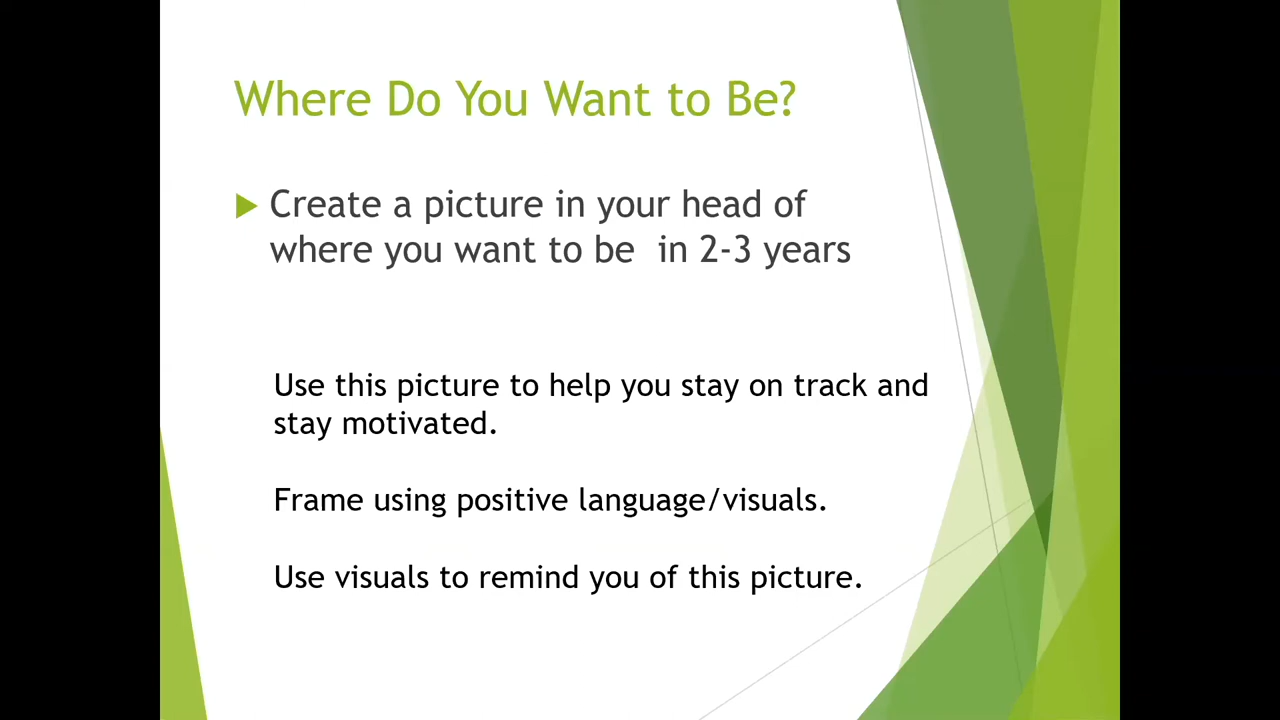 Where Do You Want to Be?
Create a picture in your head of
where you want to be  in 2-3 years
Use this picture to help you stay on track and
stay motivated.
Frame using positive language/visuals.
Use visuals to remind you of this picture.